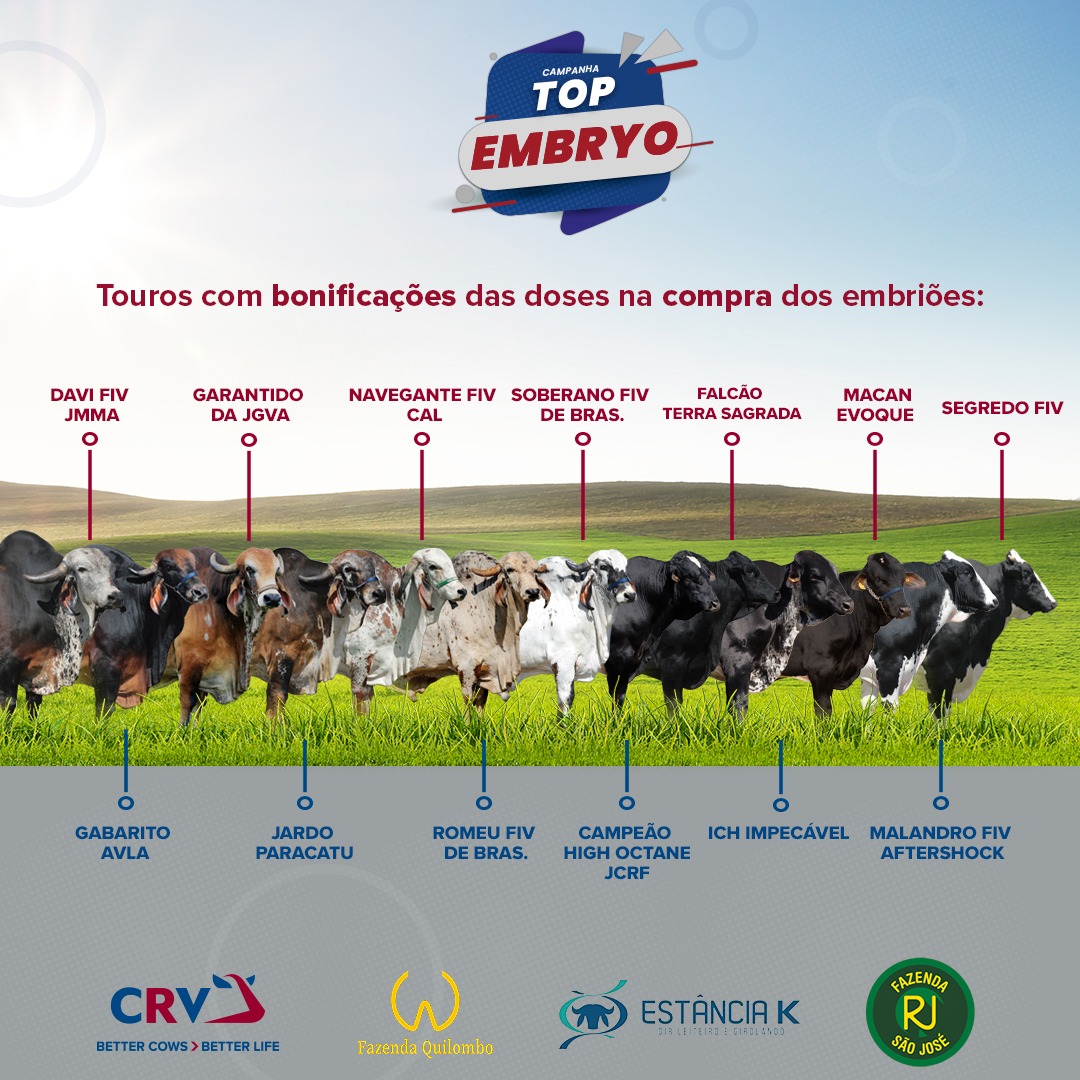 CAMPANHA
TOP
EMBRYO
Touros com bonificações das doses na compra dos embriões:
DAVI FIV
JMMA
GARANTIDO
DA JGVA
NAVEGANTE FIV
CAL
SOBERANO FIV
DE BRAS.
FALCÃO
TERRA SAGRADA
MACAN
EVOQUE
SEGREDO FIV
GABARITO
AVLA
JARDO
PARACATU
ROMEU FIV
DE BRAS.
CAMPEÃO
HIGH OCTANE
JCRF
ICH IMPECÁVEL
MALANDRO FIV
AFTERSHOCK
CRV
BETTER COWS > BETTER LIFE
Fazenda Quilombo
ESTÂNCIA K
GIR LEITEIRO E GIROLANDO
FAZENDA
RJ
SÃO JOSÉ